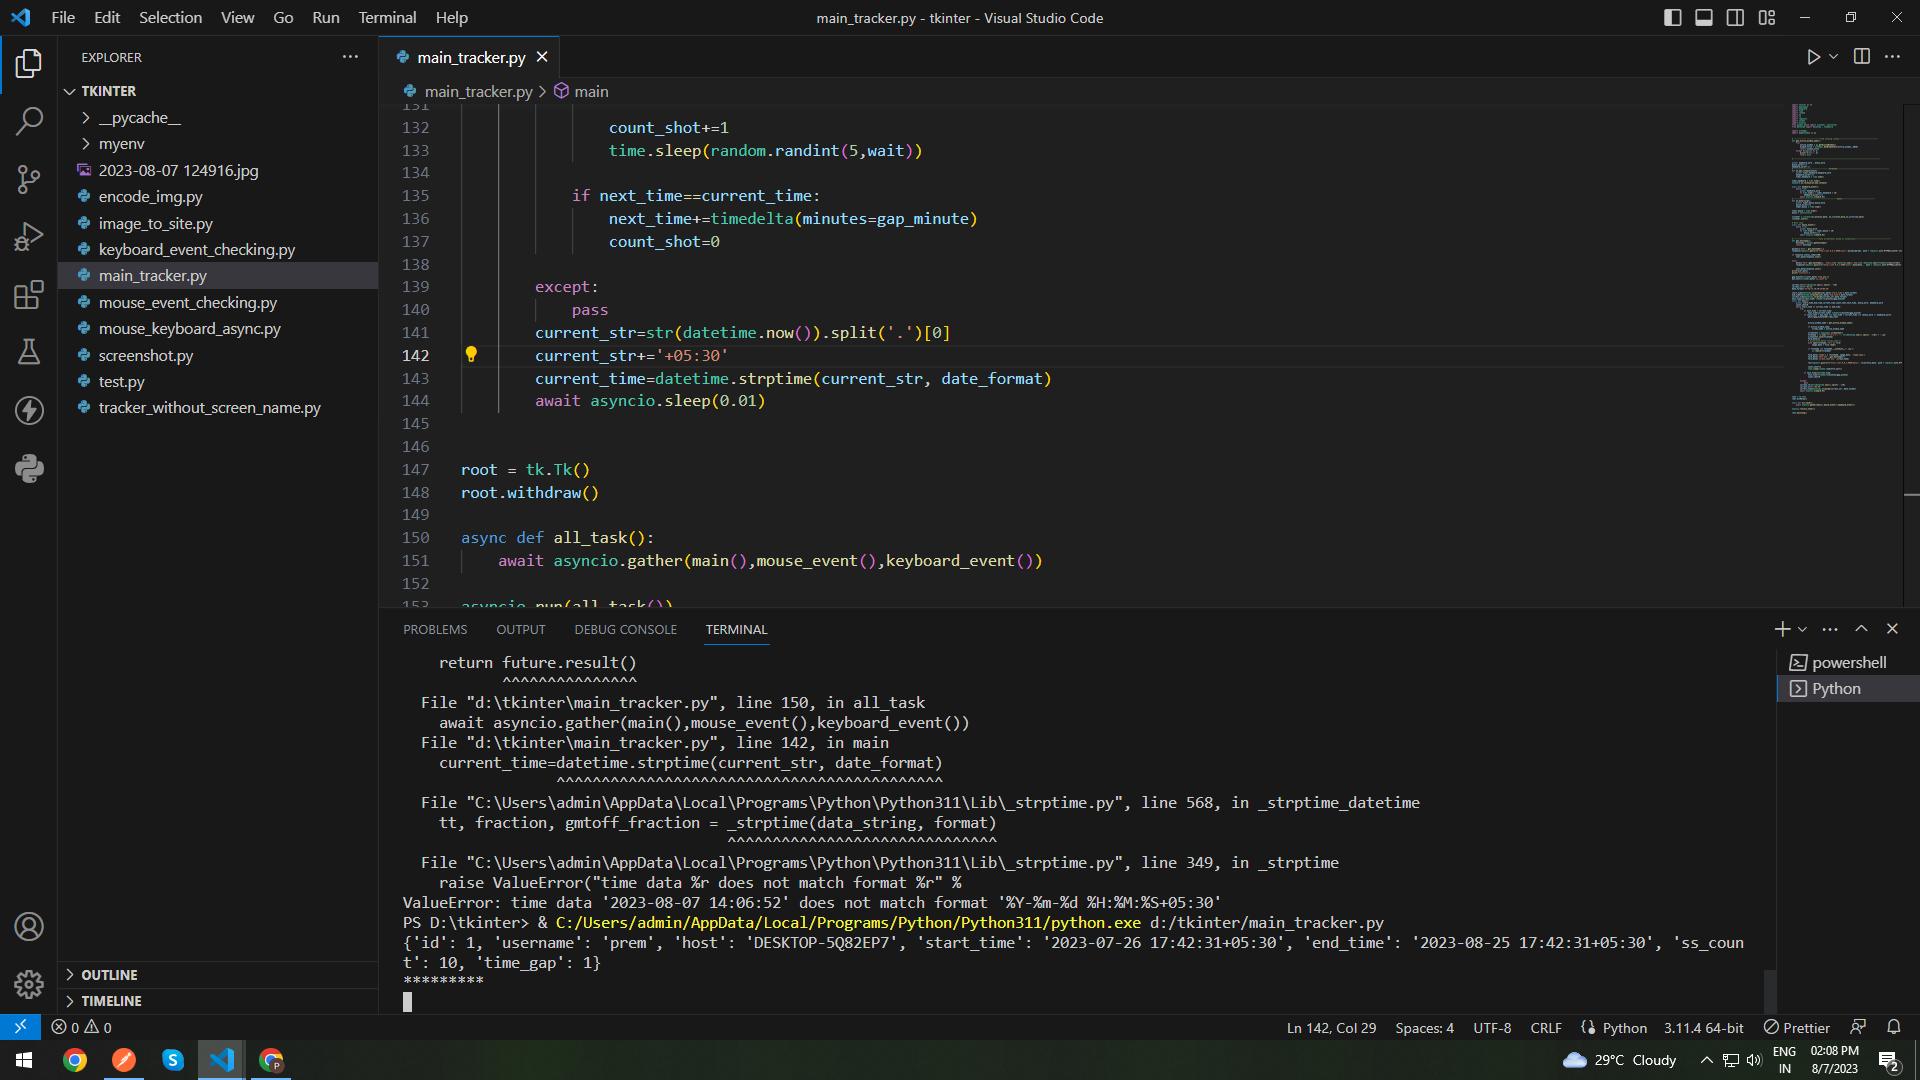 File Edit Selection View Go Run Terminal Help
main_tracker.py - tkinter - Visual Studio Code
EXPLORER
TKINTER
__pycache__
myenv
2023-08-07 124916.jpg
encode_img.py
image_to_site.py
keyboard_event_checking.py
main_tracker.py
mouse_event_checking.py
mouse_keyboard_async.py
screenshot.py
test.py
tracker_without_screen_name.py
OUTLINE
TIMELINE
main_tracker.py
main_tracker.py > main
131
132 count_shot+=1
133 time.sleep(random.randint(5,wait))
134
135 if next_time==current_time:
136 next_time+=timedelta(minutes=gap_minute)
137 count_shot=0
138
139 except:
140 pass
141 current_str=str(datetime.now()).split('.')[0]
142 current_str+='+05:30'
143 current_time=datetime.strptime(current_str, date_format)
144 await asyncio.sleep(0.01)
145
146
147 root = tk.Tk()
148 root.withdraw()
149
150 async def all_task():
151 await asyncio.gather(main(),mouse_event(),keyboard_event())
152
153 asyncio.run(all_task())
PROBLEMS OUTPUT DEBUG CONSOLE TERMINAL
return future.result()
^^^^^^^^^^^^^^^
File "d:\tkinter\main_tracker.py", line 150, in all_task
await asyncio.gather(main(),mouse_event(),keyboard_event())
File "d:\tkinter\main_tracker.py", line 142, in main
current_time=datetime.strptime(current_str, date_format)
^^^^^^^^^^^^^^^^^^^^^^^^^^^^^^^^^^^^^^^^^^^
File "C:\Users\admin\AppData\Local\Programs\Python\Python311\Lib\_strptime.py", line 568, in _strptime_datetime
tt, fraction, gmtoff_fraction = _strptime(data_string, format)
^^^^^^^^^^^^^^^^^^^^^^^^^^^^^^
File "C:\Users\admin\AppData\Local\Programs\Python\Python311\Lib\_strptime.py", line 349, in _strptime
raise ValueError("time data %r does not match format %r" %
ValueError: time data '2023-08-07 14:06:52' does not match format '%Y-%m-%d %H:%M:%S+05:30'
PS D:\tkinter> & C:/Users/admin/AppData/Local/Programs/Python/Python311/python.exe d:/tkinter/main_tracker.py
{'id': 1, 'username': 'prem', 'host': 'DESKTOP-5Q82EP7', 'start_time': '2023-07-26 17:42:31+05:30', 'end_time': '2023-08-25 17:42:31+05:30', 'ss_coun
t': 10, 'time_gap': 1}
*********
powershell
Python
0 0
Ln 142, Col 29 Spaces: 4 UTF-8 CRLF Python 3.11.4 64-bit Prettier
29°C Cloudy
ENG
IN
02:08 PM
8/7/2023
2